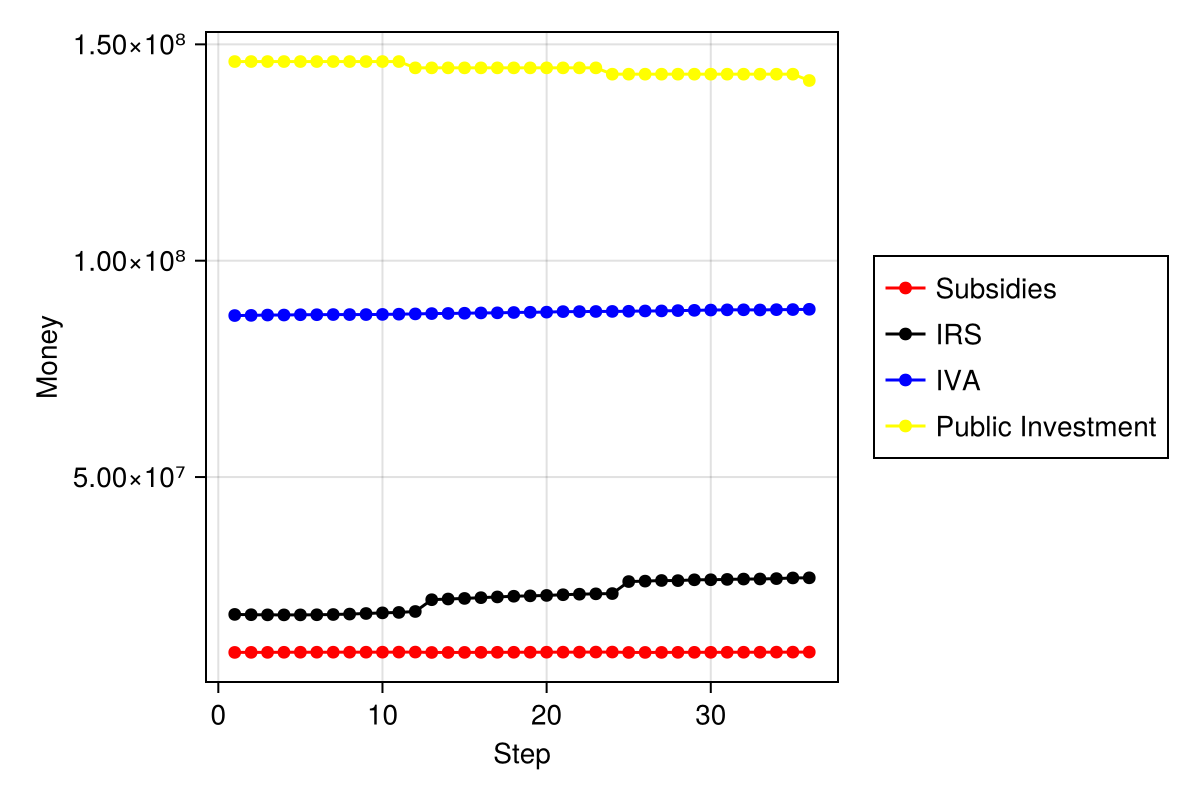 1.50×10⁸
1.00×10⁸
5.00×10⁷
Money
0 10 20 30
Step
Subsidies
IRS
IVA
Public Investment